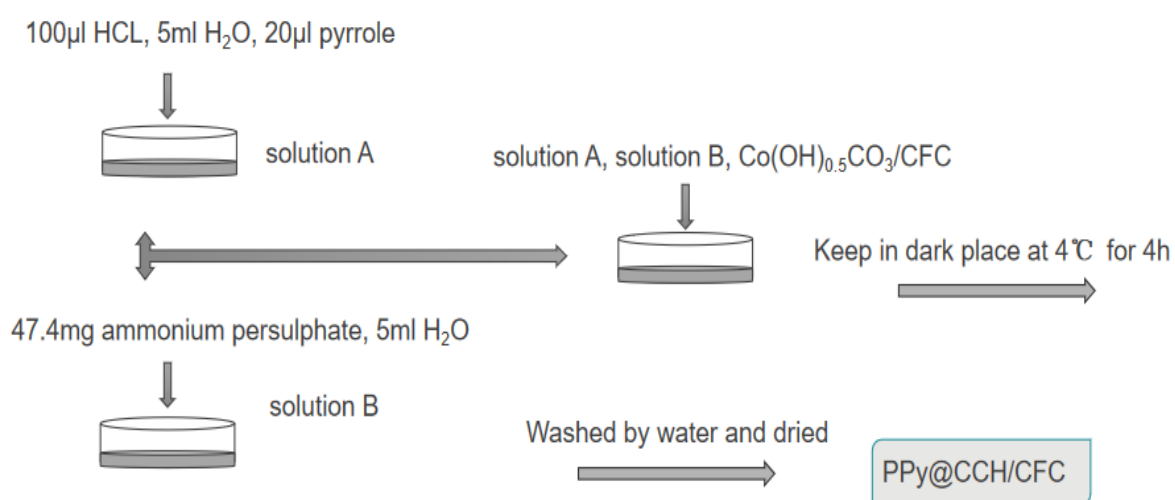 100μl HCL, 5ml H₂O, 20μl pyrrole
solution A
solution A, solution B, Co(OH)₀.₅CO₃/CFC
Keep in dark place at 4℃ for 4h
47.4mg ammonium persulphate, 5ml H₂O
solution B
Washed by water and dried
PPy@CCH/CFC